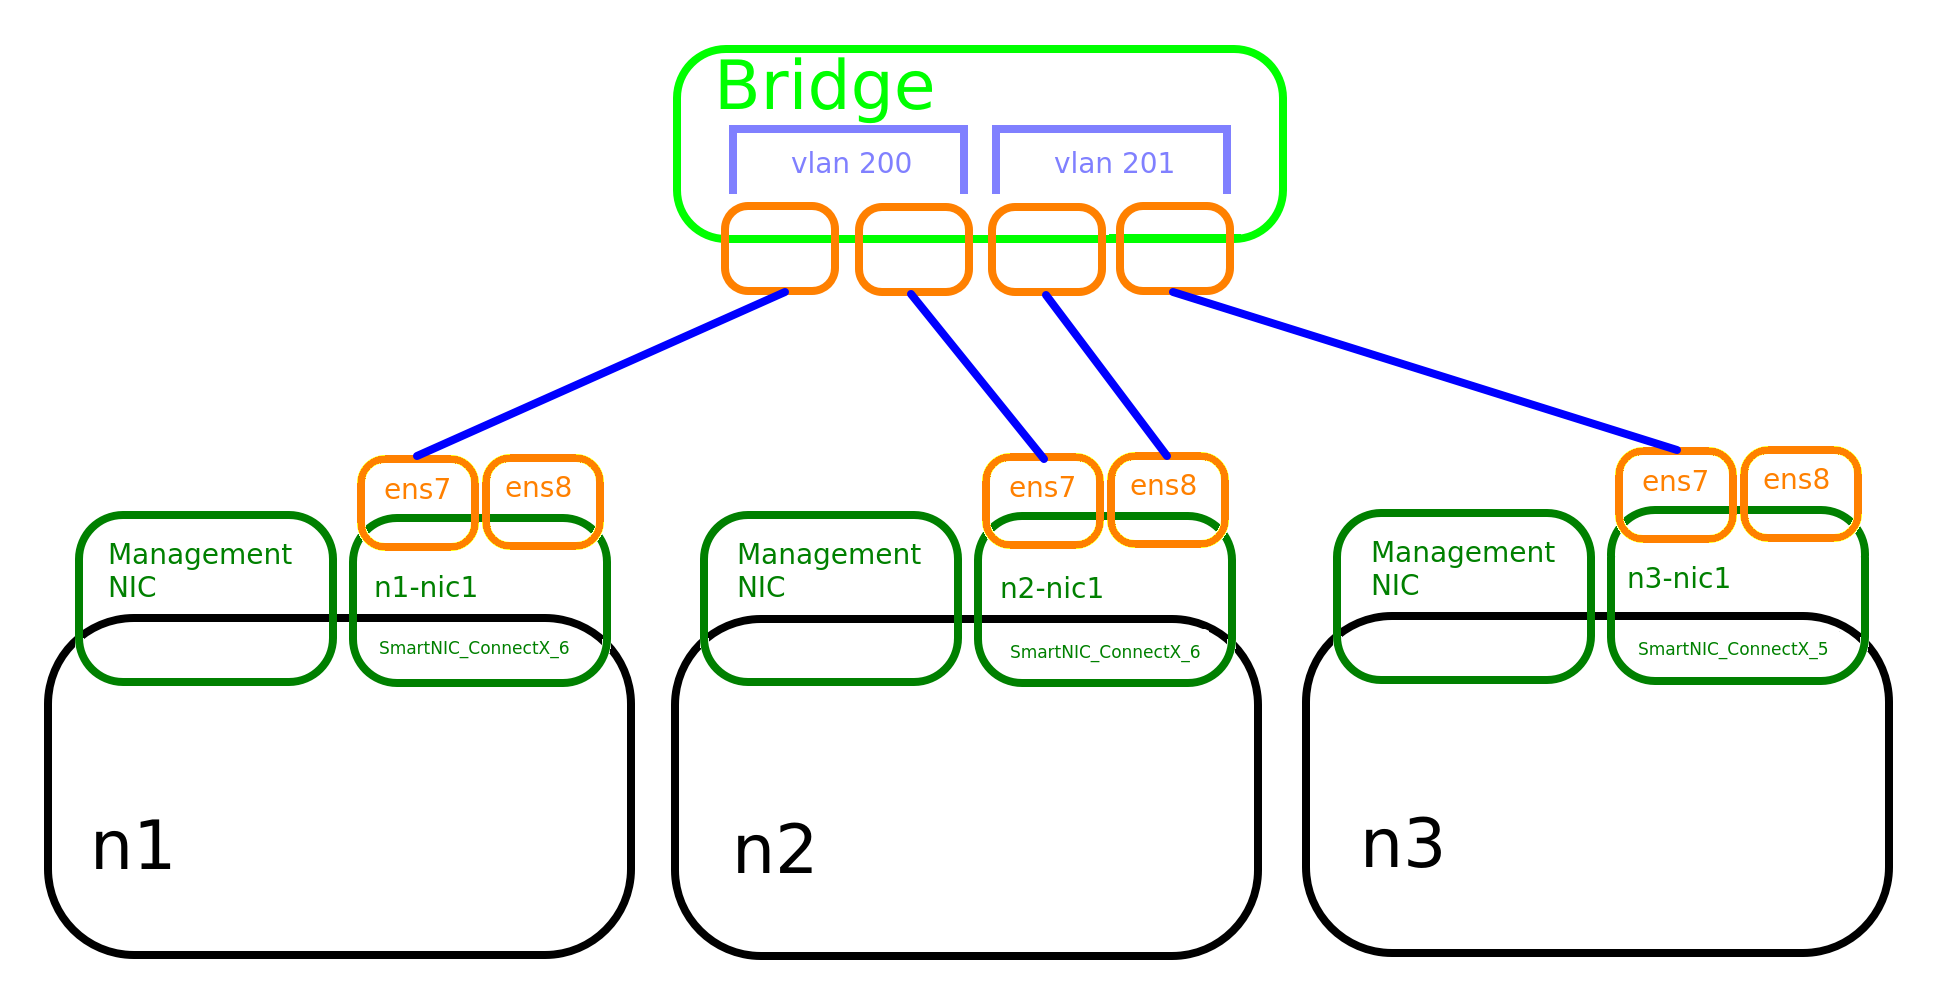 Bridge
vlan 200
vlan 201
ens7
ens8
ens7
ens8
ens7
ens8
Management
NIC
n1-nic1
Management
NIC
n2-nic1
Management
NIC
n3-nic1
SmartNIC_ConnectX_6
SmartNIC_ConnectX_6
SmartNIC_ConnectX_5
n1
n2
n3